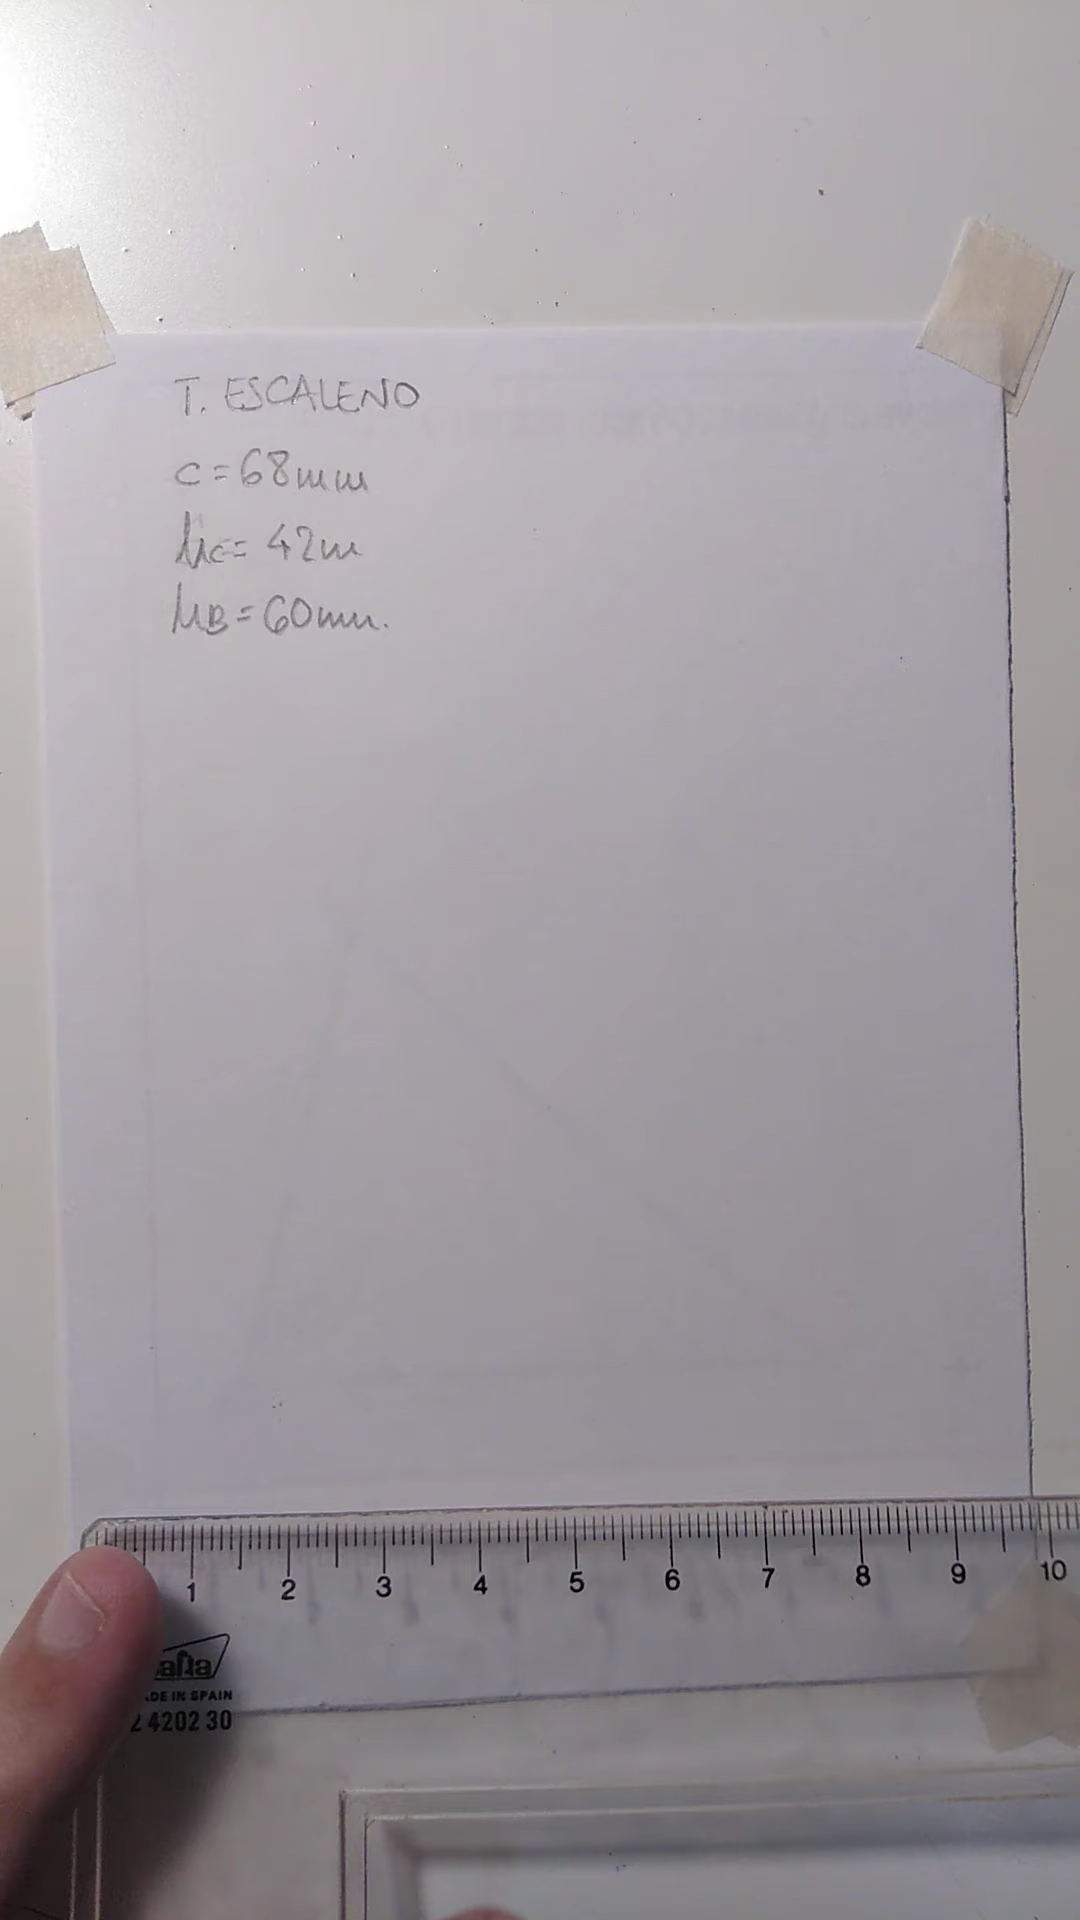 T. ESCALENO
c = 68mm
hc = 42m
MB = 60mm.
1 2 3 4 5 6 7 8 9 10
MADE IN SPAIN
4202 30